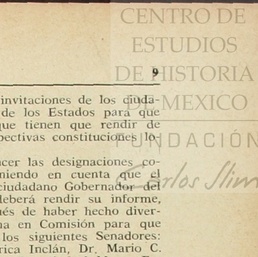 CENTRO DE
ESTUDIOS
DE HISTORIA
DE MEXICO
FUNDACIÓN
Carlos Slim
9
invitaciones de los ciuda-
de los Estados para que
que tienen que rendir de
pectivas constituciones lo-
cer las designaciones co-
niendo en cuenta que el
ciudadano Gobernador del
deberá rendir su informe,
ués de haber hecho diver-
na en Comisión para que
los siguientes Senadores:
rica Inclán, Dr. Mario C.